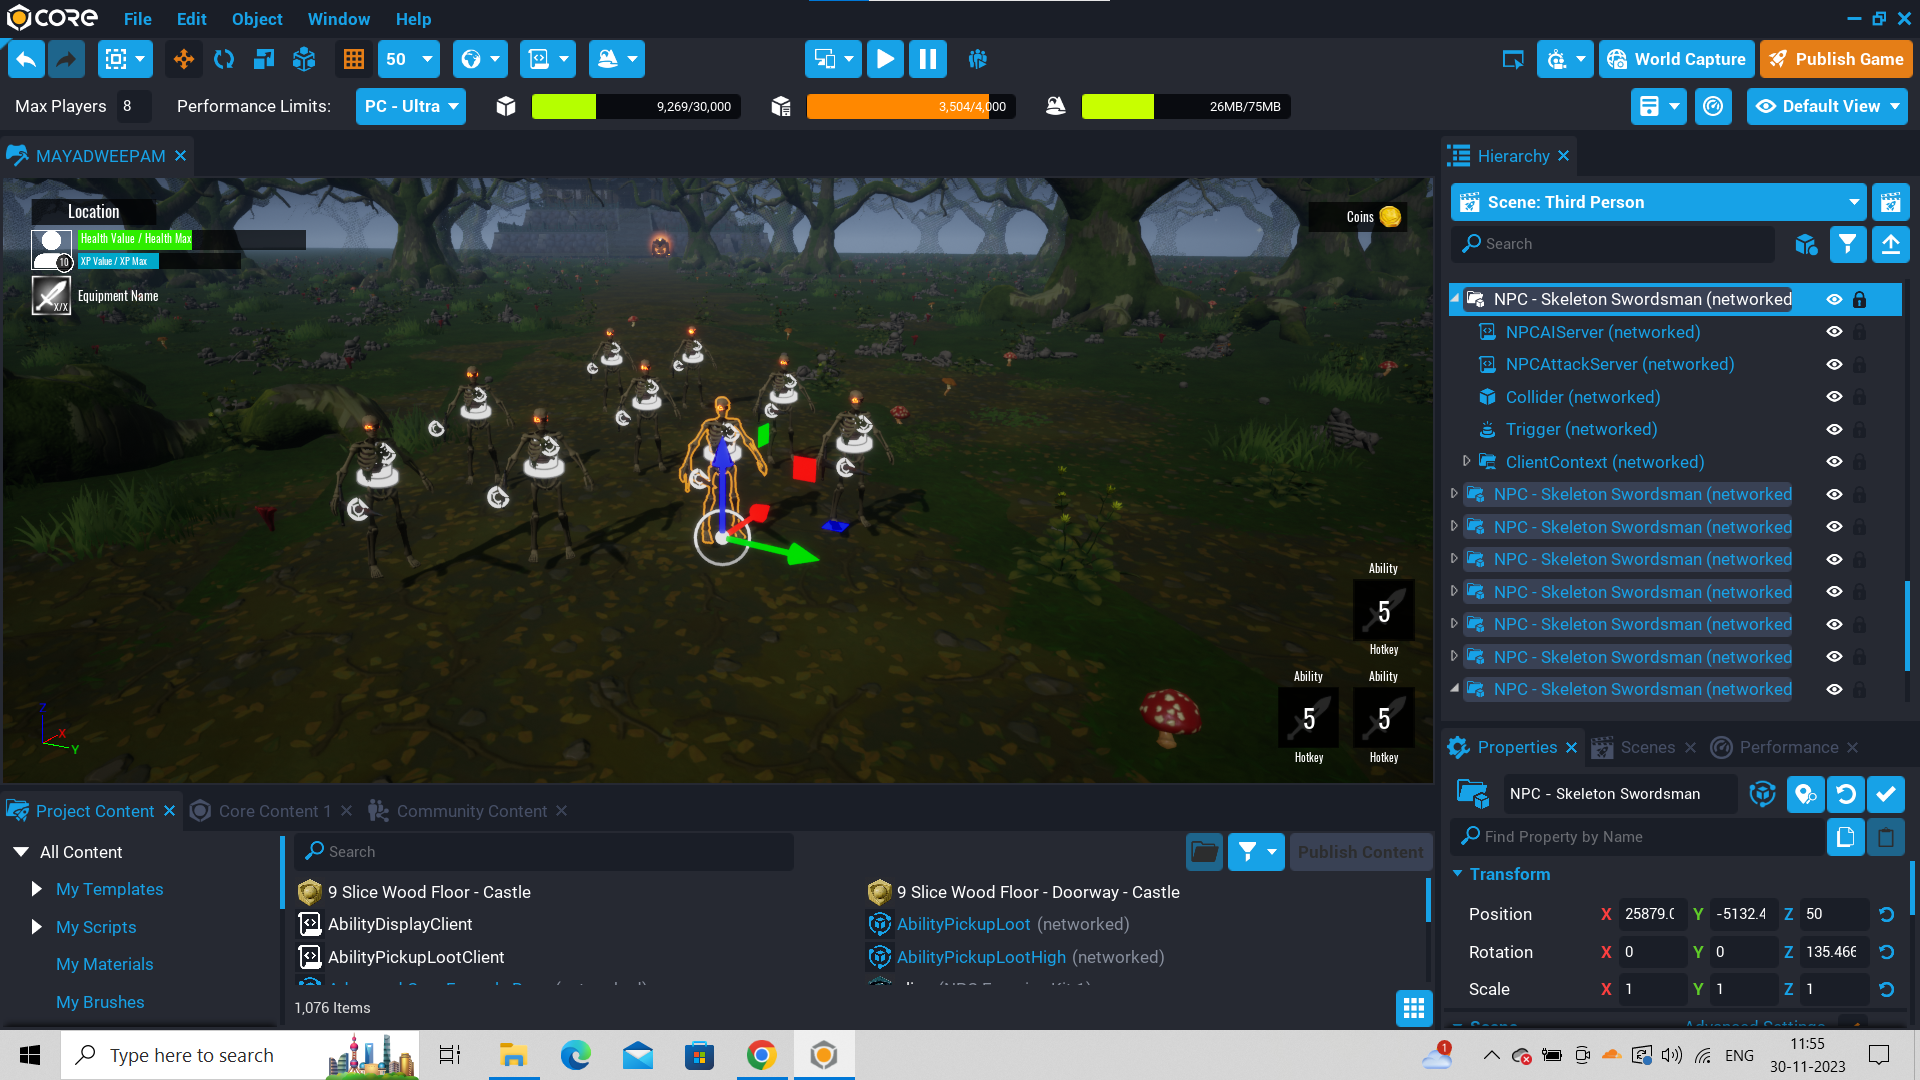 CORE File Edit Object Window Help
50 World Capture Publish Game
Max Players 8 Performance Limits: PC - Ultra 9,269/30,000 3,504/4,000 26MB/75MB Default View
MAYADWEEPAM
Location
Health Value / Health Max
10 XP Value / XP Max
X/X Equipment Name
Coins
Ability
5
Hotkey
Ability Ability
5 5
Hotkey Hotkey
Z X Y
Hierarchy
Scene: Third Person
Search
NPC - Skeleton Swordsman (networked
NPCAIServer (networked)
NPCAttackServer (networked)
Collider (networked)
Trigger (networked)
ClientContext (networked)
NPC - Skeleton Swordsman (networked
NPC - Skeleton Swordsman (networked
NPC - Skeleton Swordsman (networked
NPC - Skeleton Swordsman (networked
NPC - Skeleton Swordsman (networked
NPC - Skeleton Swordsman (networked
NPC - Skeleton Swordsman (networked
Properties Scenes Performance
NPC - Skeleton Swordsman
Find Property by Name
Transform
Position X 25879.0 Y -5132.4 Z 50
Rotation X 0 Y 0 Z 135.466
Scale X 1 Y 1 Z 1
Project Content Core Content 1 Community Content
All Content
My Templates
My Scripts
My Materials
My Brushes
Search Publish Content
9 Slice Wood Floor - Castle 9 Slice Wood Floor - Doorway - Castle
AbilityDisplayClient AbilityPickupLoot (networked)
AbilityPickupLootClient AbilityPickupLootHigh (networked)
1,076 Items
Type here to search
1 ENG 11:55
30-11-2023